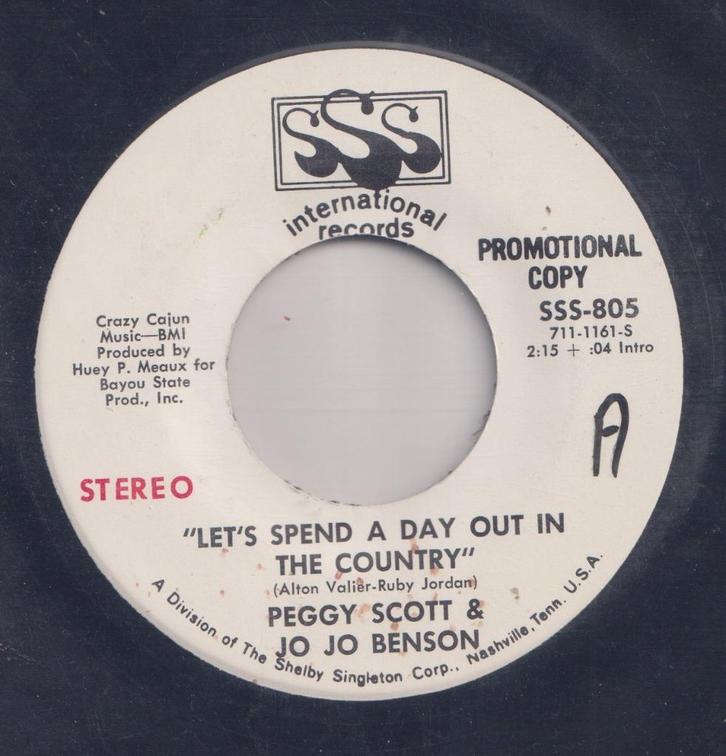 SSS
international
records
PROMOTIONAL
COPY
SSS-805
711-1161-S
2:15 + :04 Intro
Crazy Cajun
Music—BMI
Produced by
Huey P. Meaux for
Bayou State
Prod., Inc.
A
STEREO
"LET'S SPEND A DAY OUT IN
THE COUNTRY"
(Alton Valier-Ruby Jordan)
PEGGY SCOTT &
JO JO BENSON
A Division of The Shelby Singleton Corp., Nashville, Tenn. U.S.A.